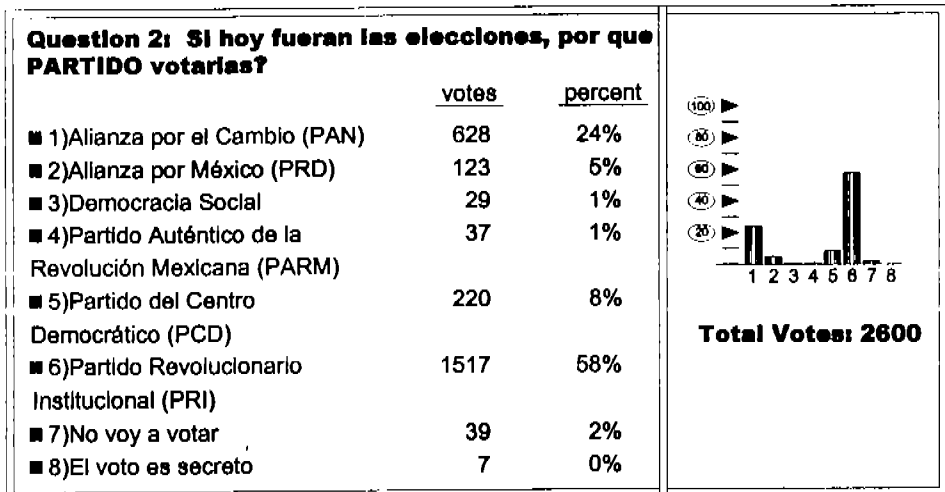 Question 2: Si hoy fueran las elecciones, por que
PARTIDO votarías?
votes percent
1)Alianza por el Cambio (PAN) 628 24%
2)Alianza por México (PRD) 123 5%
3)Democracia Social 29 1%
4)Partido Auténtico de la 37 1%
Revolución Mexicana (PARM)
5)Partido del Centro 220 8%
Democrático (PCD)
6)Partido Revolucionario 1517 58%
Institucional (PRI)
7)No voy a votar 39 2%
8)El voto es secreto 7 0%
100
80
60
40
20
1 2 3 4 5 6 7 8
Total Votes: 2600